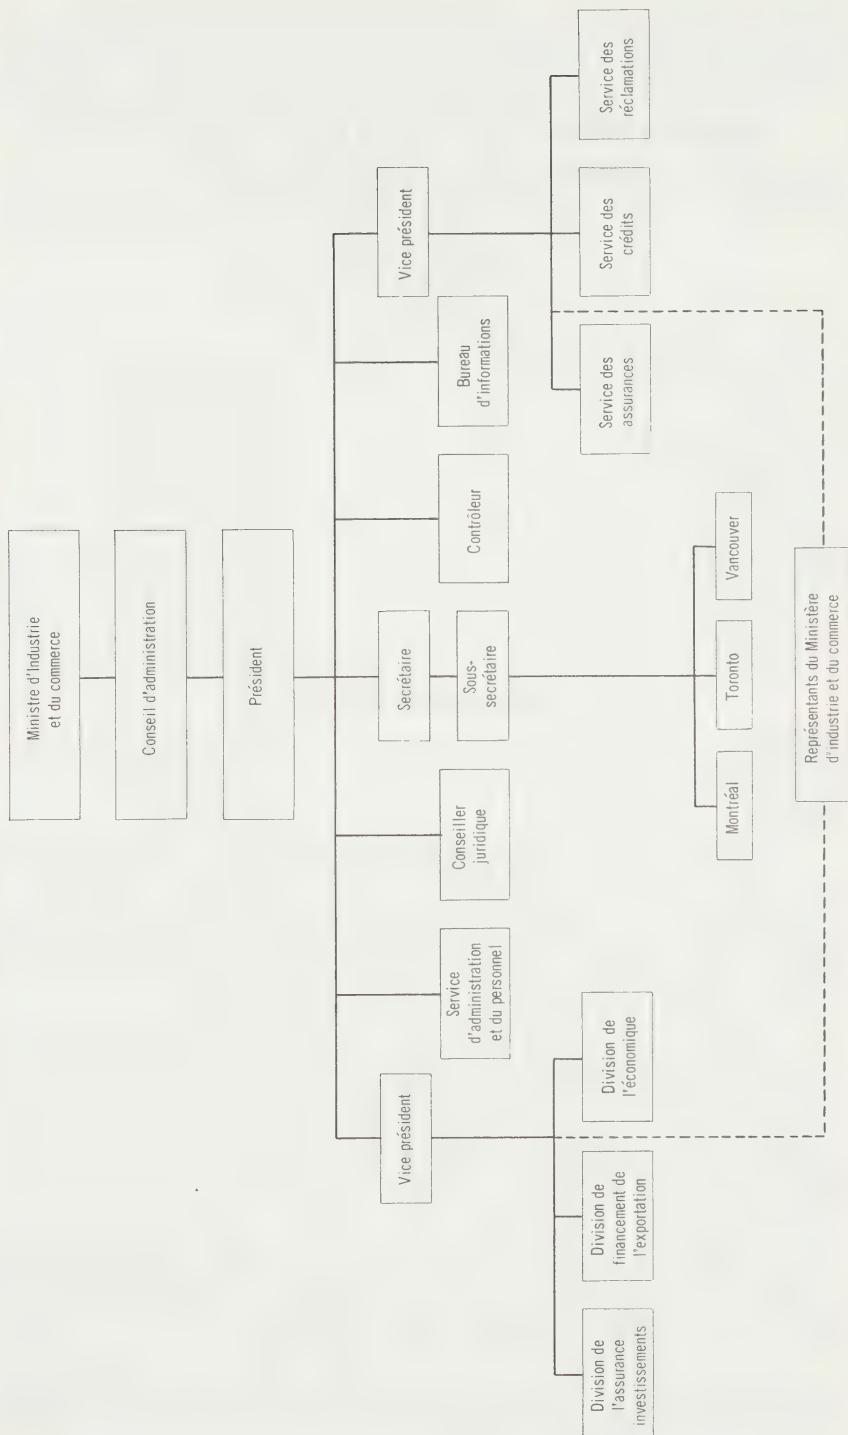 Ministre d'Industrie
et du commerce
Conseil d'administration
Président
Vice président
Service
d'administration
et du personnel
Conseiller
juridique
Secrétaire
Sous-
secrétaire
Contrôleur
Bureau
d'informations
Vice président
Division de
l'assurance
investissements
Division de
financement de
l'exportation
Division de
l'économique
Montréal
Toronto
Vancouver
Service des
assurances
Service des
crédits
Service des
réclamations
Représentants du Ministère
d'industrie et du commerce